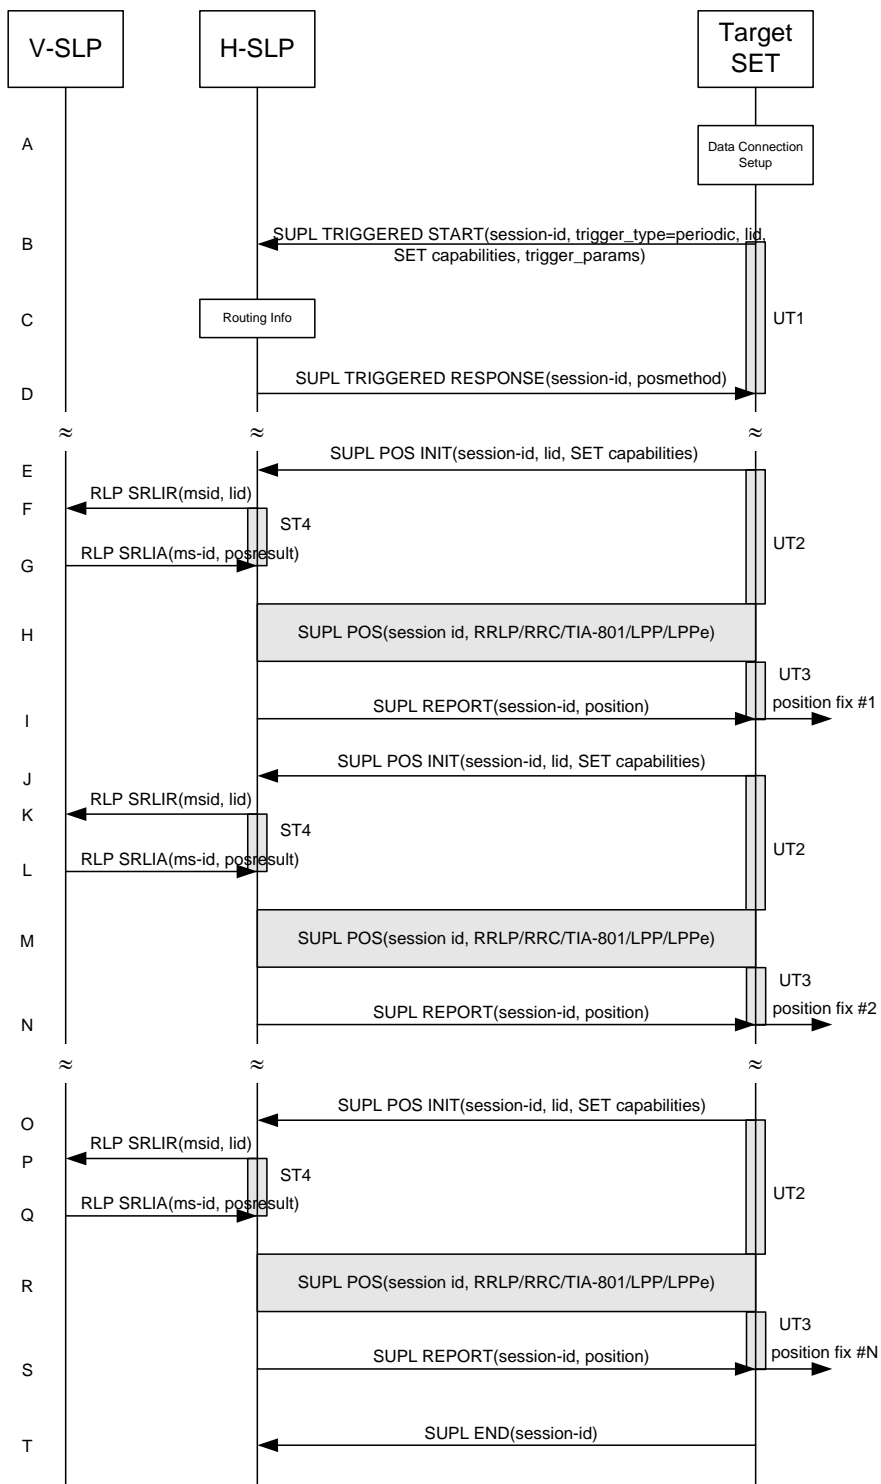 V-SLP
H-SLP
Target
SET
A
Data Connection
Setup
B
SUPL TRIGGERED START(session-id, trigger_type=periodic, lid,
SET capabilities, trigger_params)
C
Routing Info
UT1
D
SUPL TRIGGERED RESPONSE(session-id, posmethod)
≈
≈
≈
E
SUPL POS INIT(session-id, lid, SET capabilities)
F
RLP SRLIR(msid, lid)
ST4
UT2
G
RLP SRLIA(ms-id, posresult)
H
SUPL POS(session id, RRLP/RRC/TIA-801/LPP/LPPe)
UT3
I
SUPL REPORT(session-id, position)
position fix #1
J
SUPL POS INIT(session-id, lid, SET capabilities)
K
RLP SRLIR(msid, lid)
ST4
UT2
L
RLP SRLIA(ms-id, posresult)
M
SUPL POS(session id, RRLP/RRC/TIA-801/LPP/LPPe)
UT3
N
SUPL REPORT(session-id, position)
position fix #2
≈
≈
≈
O
SUPL POS INIT(session-id, lid, SET capabilities)
P
RLP SRLIR(msid, lid)
ST4
UT2
Q
RLP SRLIA(ms-id, posresult)
R
SUPL POS(session id, RRLP/RRC/TIA-801/LPP/LPPe)
UT3
S
SUPL REPORT(session-id, position)
position fix #N
T
SUPL END(session-id)